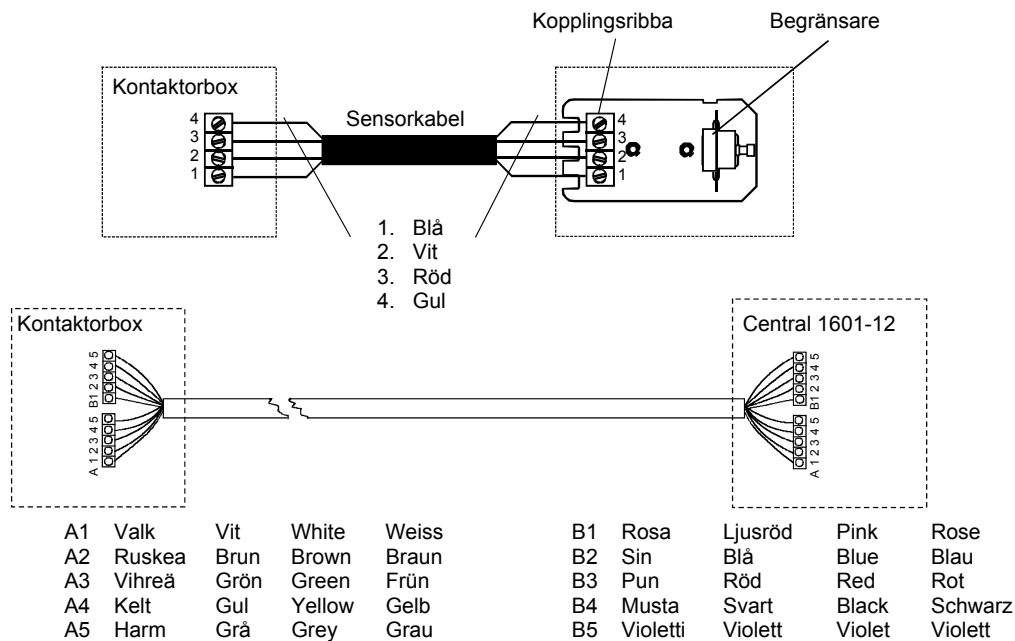 Kopplingsribba Begränsare
Kontaktorbox
Sensorkabel
4
3
2
1
4
3
2
1
1. Blå
2. Vit
3. Röd
4. Gul
Kontaktorbox
Central 1601-12
B1 2 3 4 5
A 1 2 3 4 5
B1 2 3 4 5
A 1 2 3 4 5
A1 Valk Vit White Weiss B1 Rosa Ljusröd Pink Rose
A2 Ruskea Brun Brown Braun B2 Sin Blå Blue Blau
A3 Vihreä Grön Green Frün B3 Pun Röd Red Rot
A4 Kelt Gul Yellow Gelb B4 Musta Svart Black Schwarz
A5 Harm Grå Grey Grau B5 Violetti Violett Violet Violett